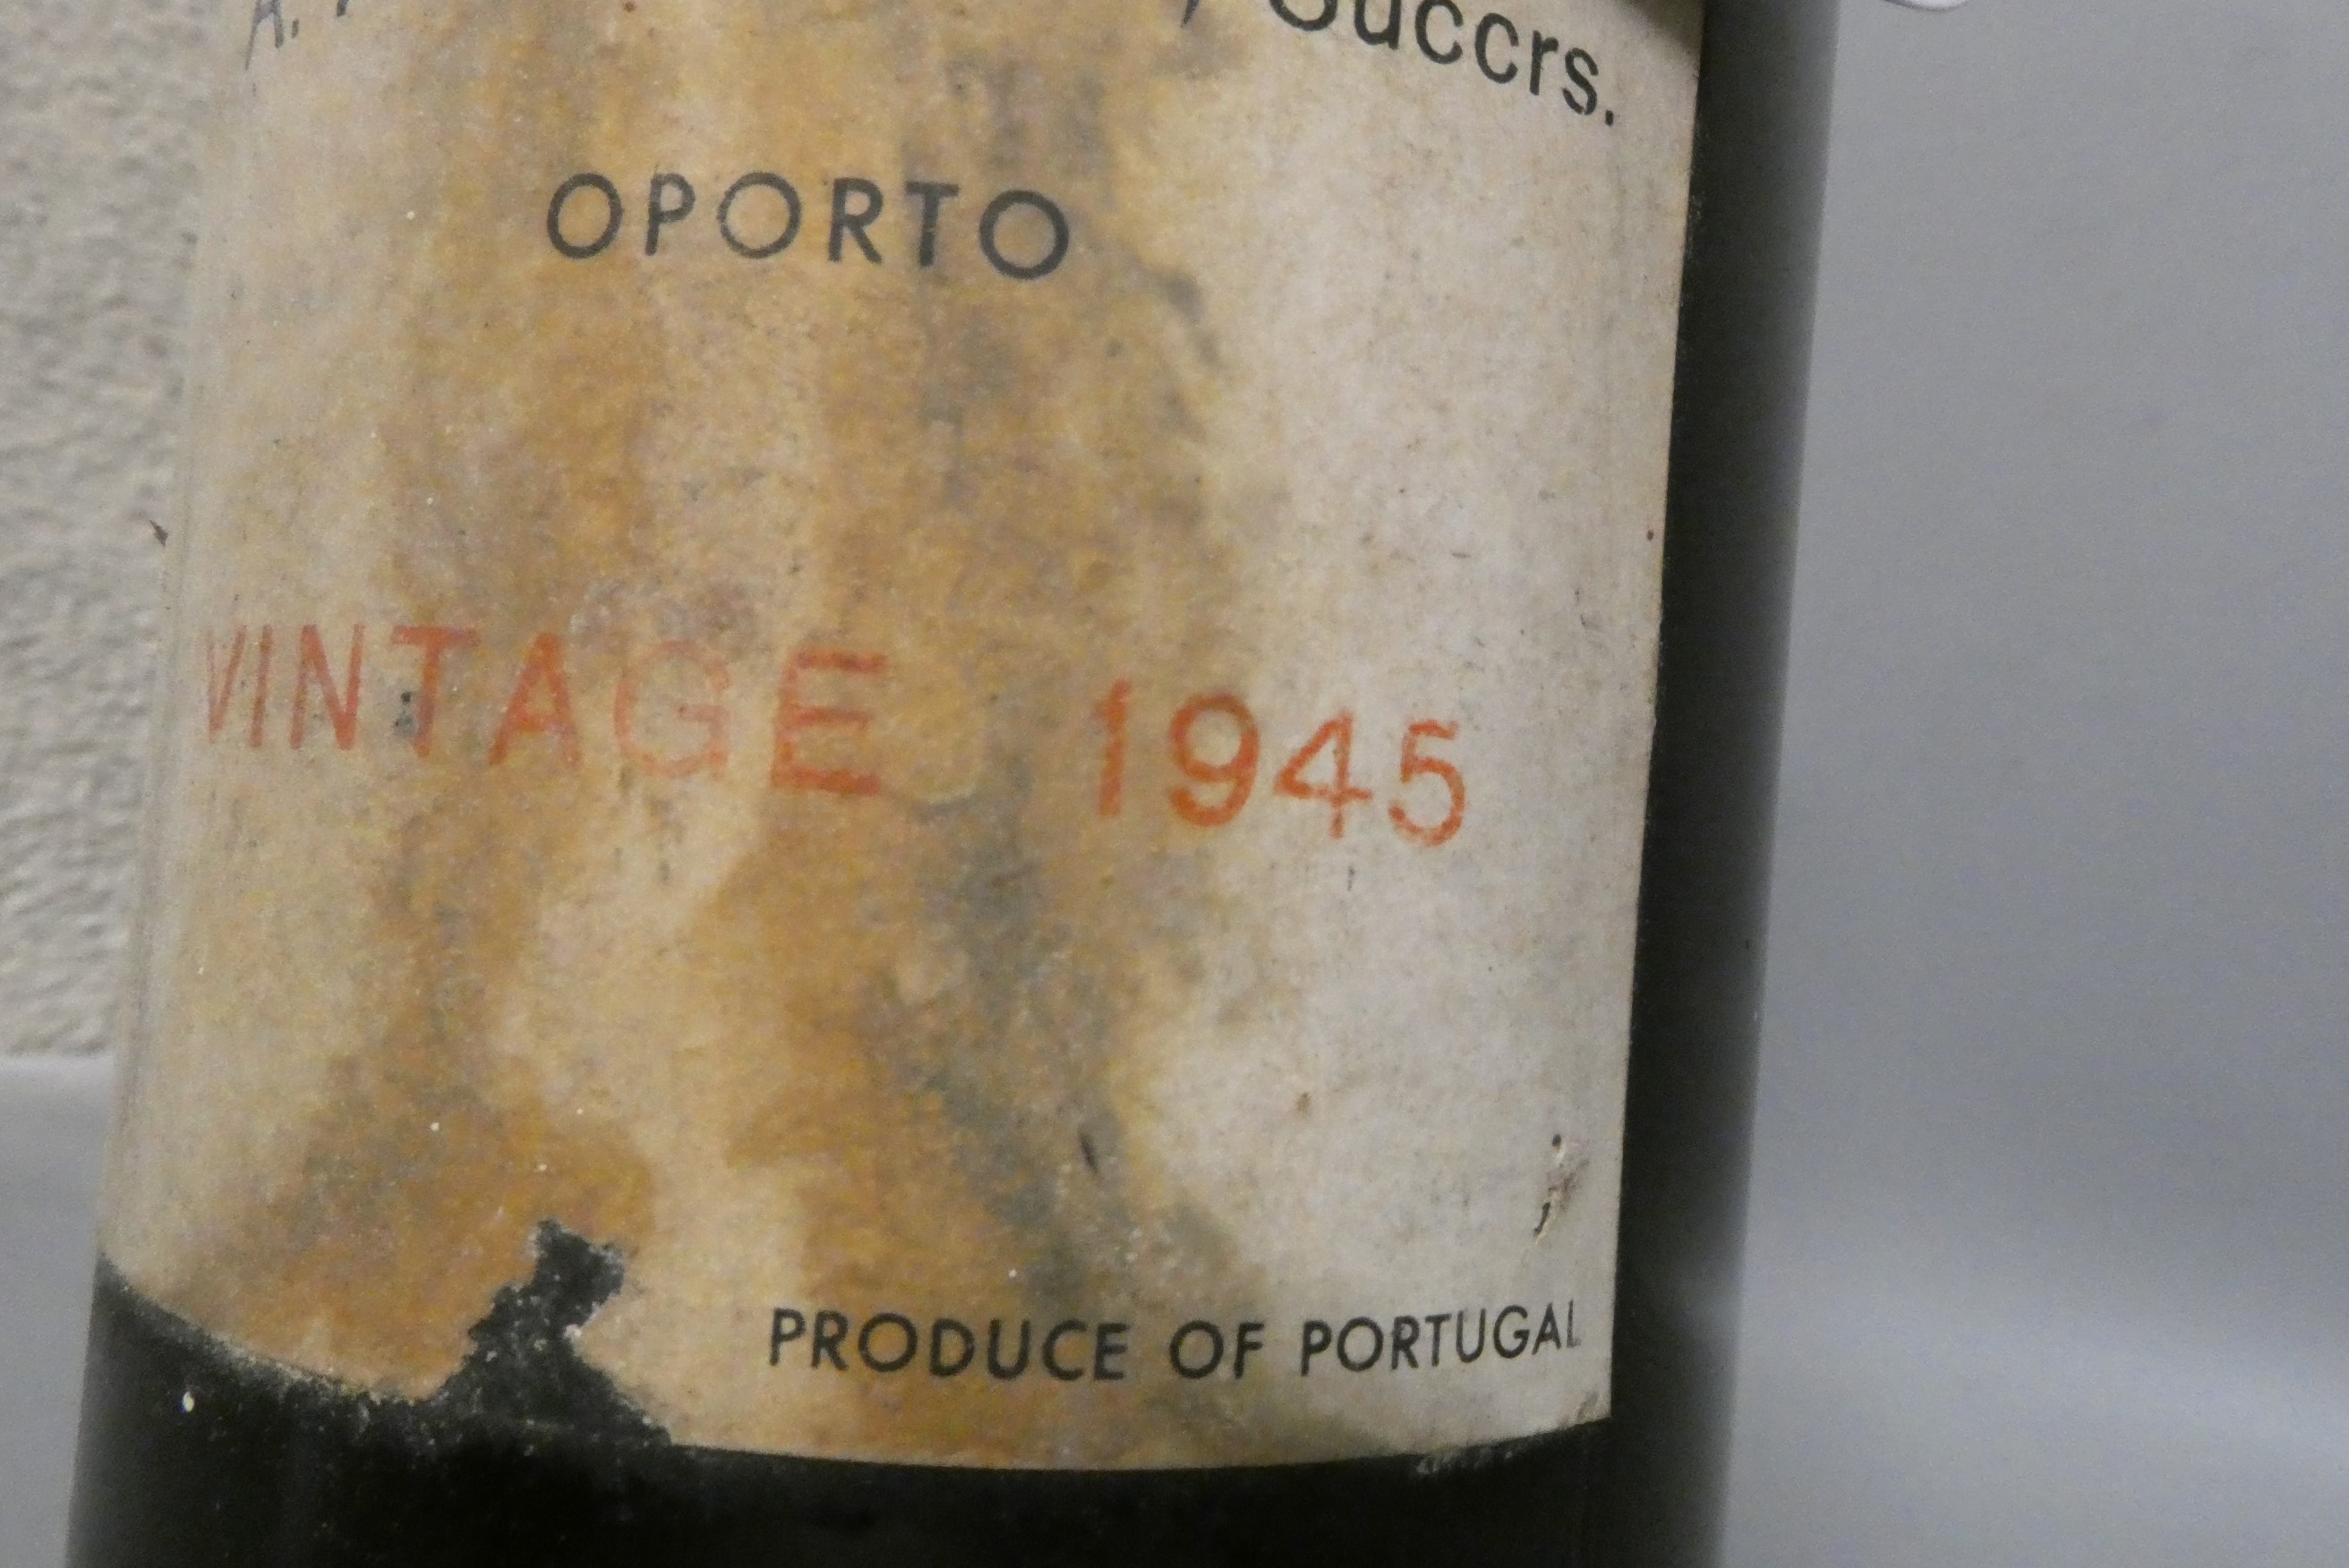 A. , Succrs.
OPORTO
VINTAGE 1945
PRODUCE OF PORTUGAL